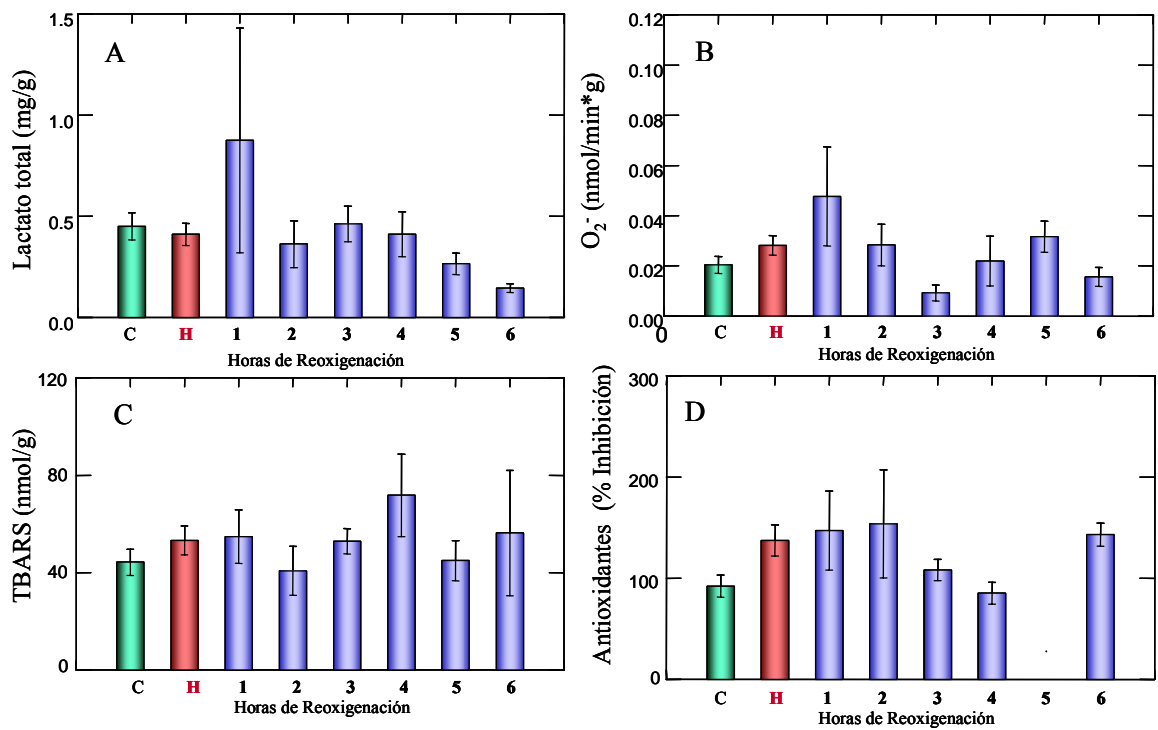 A
Lactato total (mg/g)
1.5
1.0
0.5
0.0
C H 1 2 3 4 5 6
Horas de Reoxigenación
B
O2- (nmol/min*g)
0.12
0.10
0.08
0.06
0.04
0.02
0
C H 1 2 3 4 5 6
Horas de Reoxigenación
C
TBARS (nmol/g)
120
80
40
0
C H 1 2 3 4 5 6
Horas de Reoxigenación
D
Antioxidantes (% Inhibición)
300
200
100
0
C H 1 2 3 4 5 6
Horas de Reoxigenación